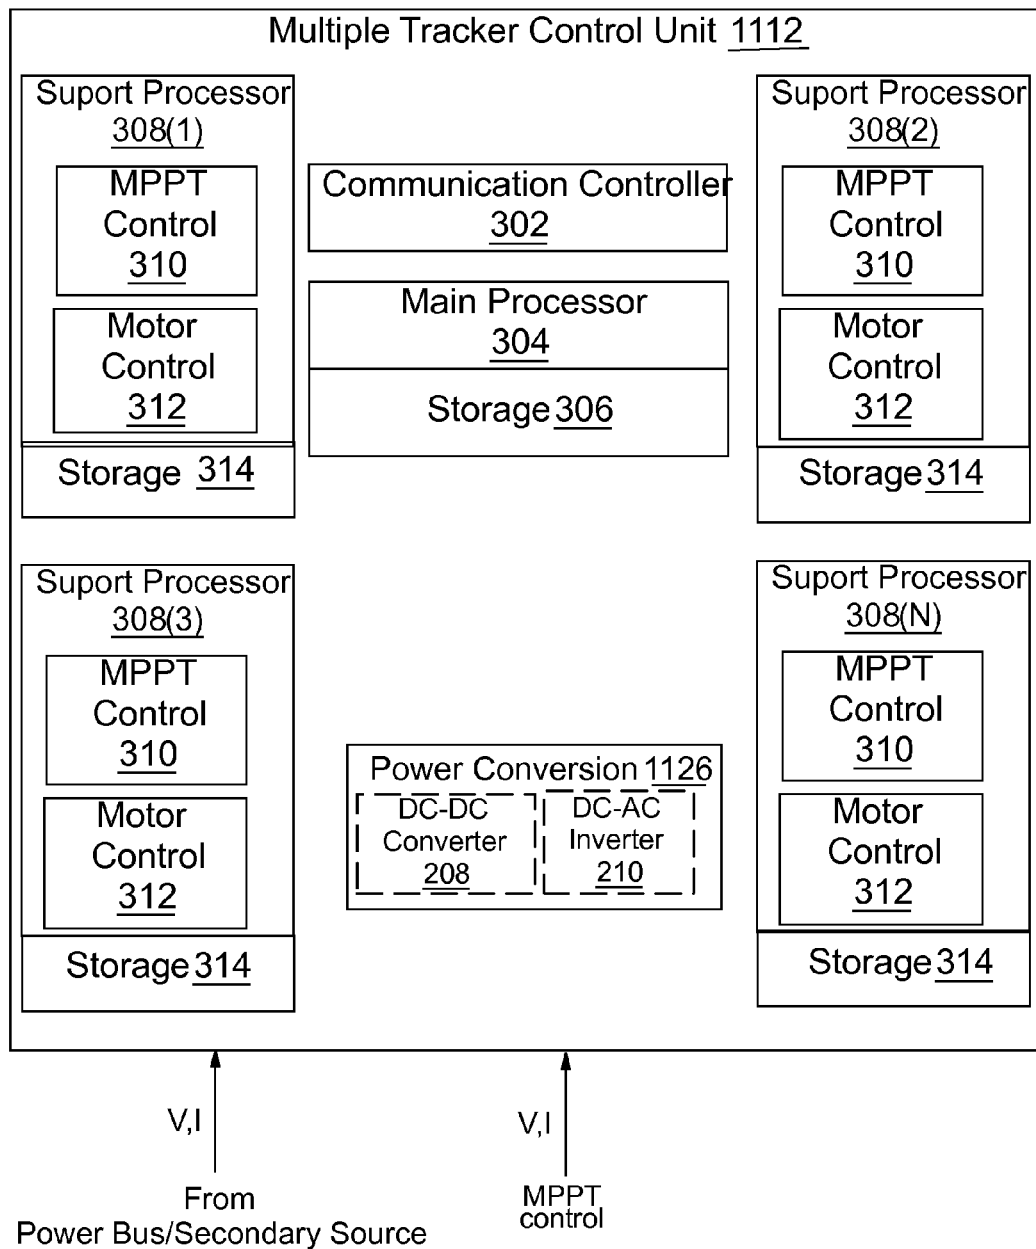 Multiple Tracker Control Unit 1112
Suport Processor
308(1)
MPPT
Control
310
Motor
Control
312
Storage 314
Communication Controller
302
Main Processor
304
Storage 306
Suport Processor
308(2)
MPPT
Control
310
Motor
Control
312
Storage 314
Suport Processor
308(3)
MPPT
Control
310
Motor
Control
312
Storage 314
Power Conversion 1126
DC-DC
Converter
208
DC-AC
Inverter
210
Suport Processor
308(N)
MPPT
Control
310
Motor
Control
312
Storage 314
V,I
From
Power Bus/Secondary Source
V,I
MPPT
control